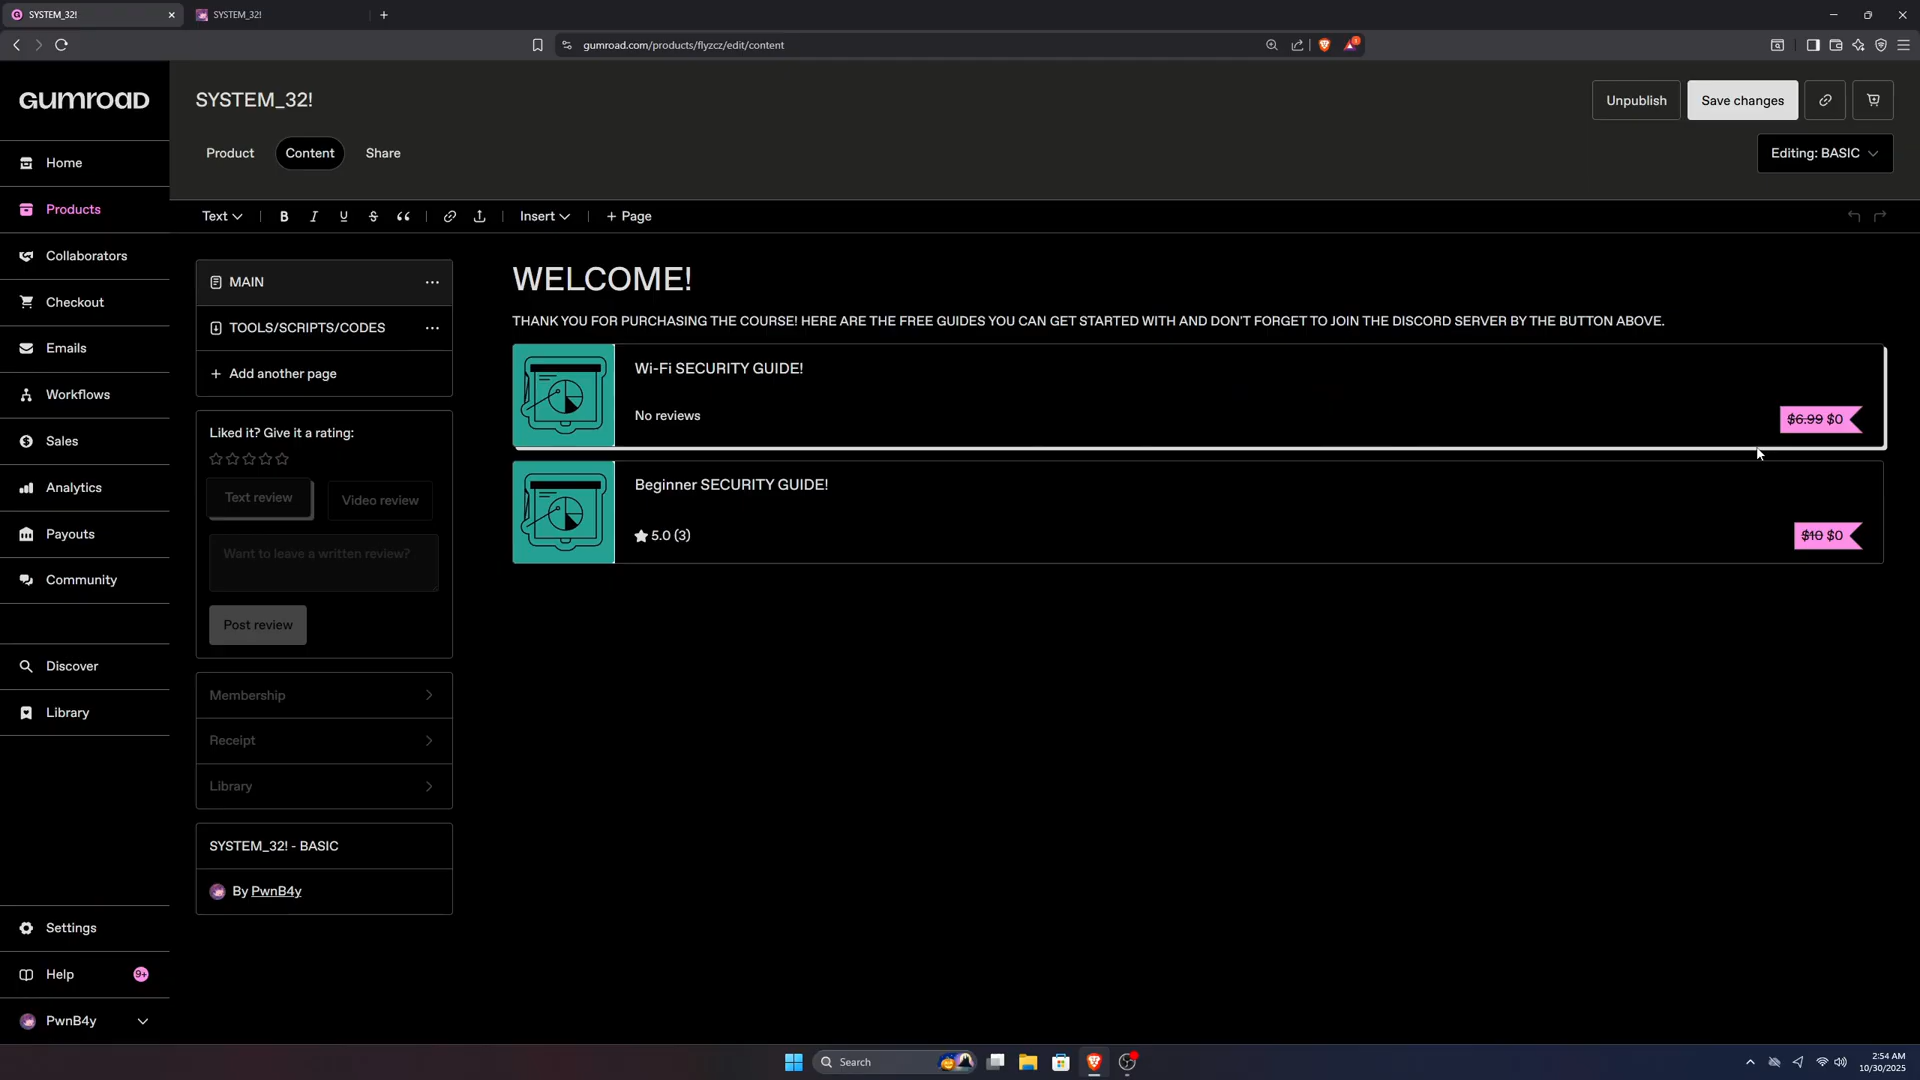 SYSTEM_32!
SYSTEM_32!
gumroad.com/products/flyzcz/edit/content
GUMROAD
SYSTEM_32!
Unpublish
Save changes
Product
Content
Share
Editing: BASIC
Home
Products
Collaborators
Checkout
Emails
Workflows
Sales
Analytics
Payouts
Community
Discover
Library
Settings
Help
9+
PwnB4y
Text
B
I
U
S
Insert
+ Page
MAIN
TOOLS/SCRIPTS/CODES
+ Add another page
Liked it? Give it a rating:
Text review
Video review
Want to leave a written review?
Post review
Membership
Receipt
Library
SYSTEM_32! - BASIC
By PwnB4y
WELCOME!
THANK YOU FOR PURCHASING THE COURSE! HERE ARE THE FREE GUIDES YOU CAN GET STARTED WITH AND DON'T FORGET TO JOIN THE DISCORD SERVER BY THE BUTTON ABOVE.
Wi-Fi SECURITY GUIDE!
No reviews
$6.99 $0
Beginner SECURITY GUIDE!
5.0 (3)
$10 $0
Search
2:54 AM
10/30/2025